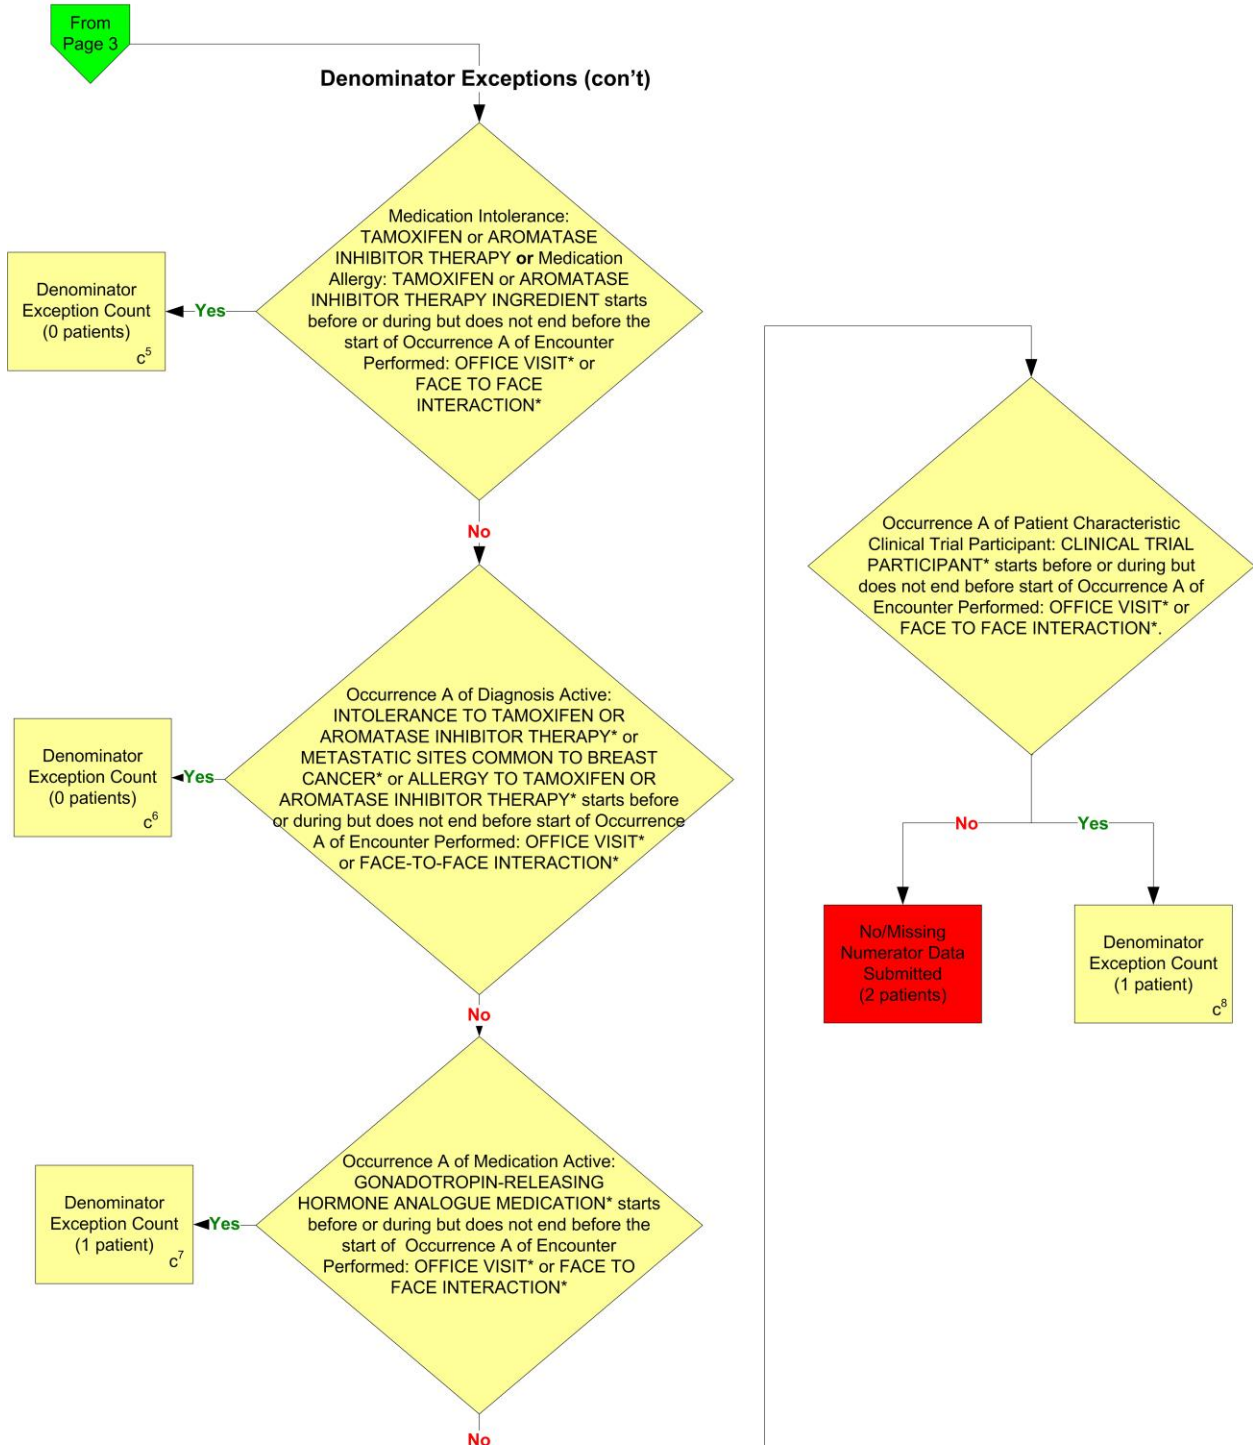 From
Page 3
Denominator Exceptions (con't)
Medication Intolerance:
TAMOXIFEN or AROMATASE
INHIBITOR THERAPY or Medication
Allergy: TAMOXIFEN or AROMATASE
INHIBITOR THERAPY INGREDIENT starts
before or during but does not end before the
start of Occurrence A of Encounter
Performed: OFFICE VISIT* or
FACE TO FACE
INTERACTION*
Yes
Denominator
Exception Count
(0 patients)
c5
No
Occurrence A of Diagnosis Active:
INTOLERANCE TO TAMOXIFEN OR
AROMATASE INHIBITOR THERAPY* or
METASTATIC SITES COMMON TO BREAST
CANCER* or ALLERGY TO TAMOXIFEN OR
AROMATASE INHIBITOR THERAPY* starts before
or during but does not end before start of Occurrence
A of Encounter Performed: OFFICE VISIT*
or FACE-TO-FACE INTERACTION*
Yes
Denominator
Exception Count
(0 patients)
c6
No
Occurrence A of Medication Active:
GONADOTROPIN-RELEASING
HORMONE ANALOGUE MEDICATION* starts
before or during but does not end before the
start of Occurrence A of Encounter
Performed: OFFICE VISIT* or FACE TO
FACE INTERACTION*
Yes
Denominator
Exception Count
(1 patient)
c7
No
Occurrence A of Patient Characteristic
Clinical Trial Participant: CLINICAL TRIAL
PARTICIPANT* starts before or during but
does not end before start of Occurrence A of
Encounter Performed: OFFICE VISIT* or
FACE TO FACE INTERACTION*.
No
Yes
No/Missing
Numerator Data
Submitted
(2 patients)
Denominator
Exception Count
(1 patient)
c8